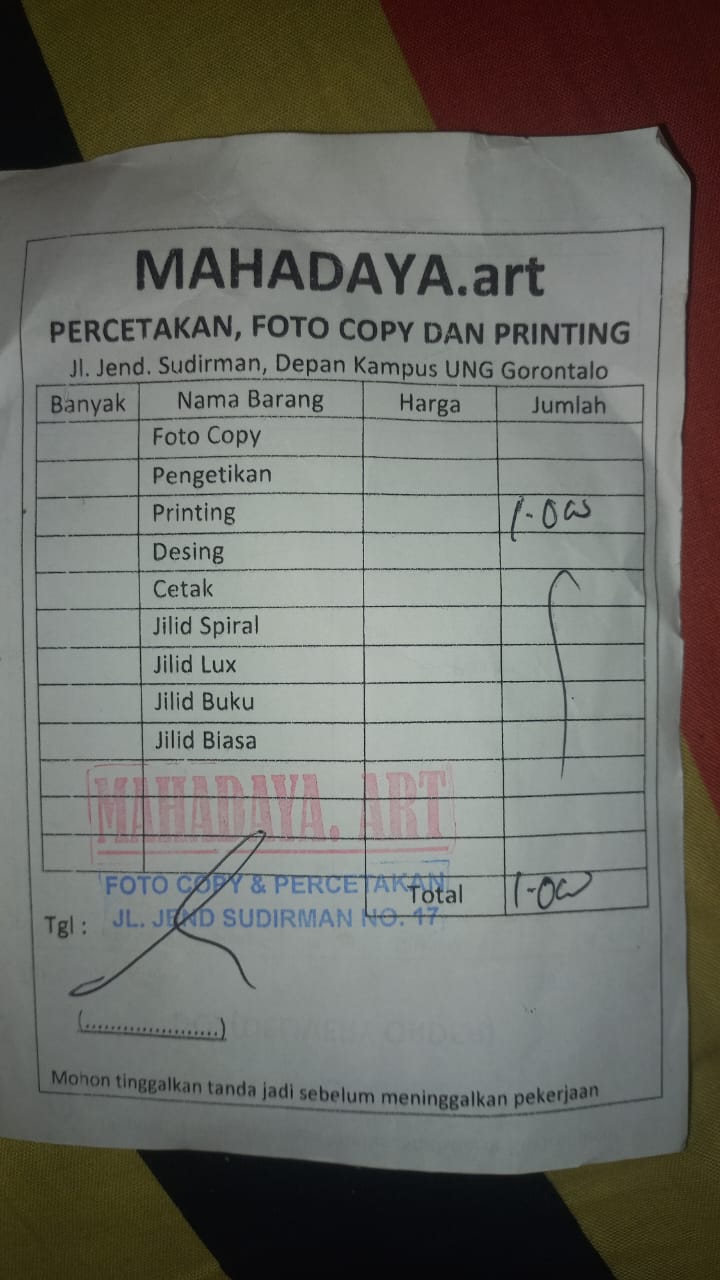 MAHADAYA.art
PERCETAKAN, FOTO COPY DAN PRINTING
Jl. Jend. Sudirman, Depan Kampus UNG Gorontalo
Banyak Nama Barang Harga Jumlah
Foto Copy
Pengetikan
Printing 1-000
Desing
Cetak
Jilid Spiral
Jilid Lux
Jilid Buku
Jilid Biasa
MAHADAYA. ART
FOTO COPY & PERCETAKAN
Total 1-000
JL. JEND SUDIRMAN NO. 47
Tgl :
(.....................)
Mohon tinggalkan tanda jadi sebelum meninggalkan pekerjaan